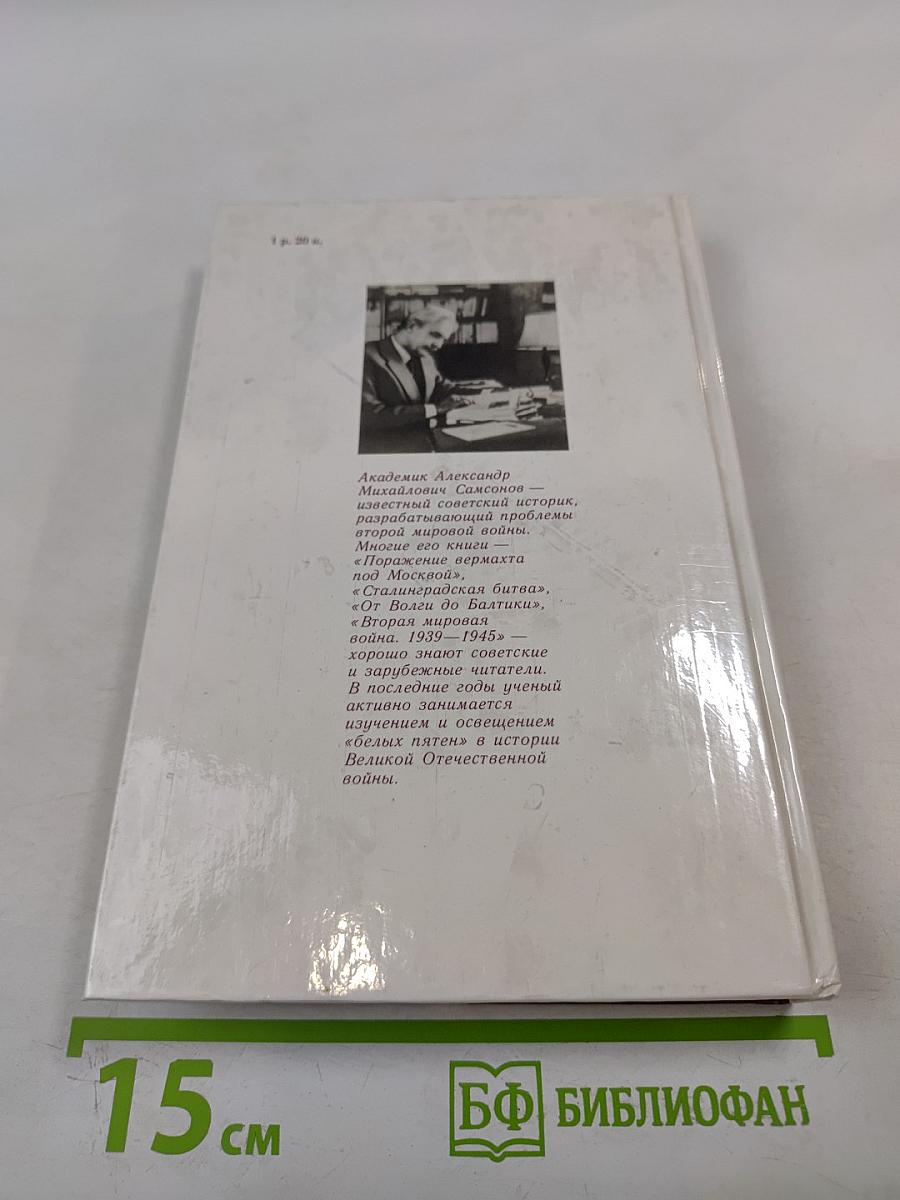 1 р. 20 к.
Академик Александр
Михайлович Самсонов —
известный советский историк,
разрабатывающий проблемы
второй мировой войны.
Многие его книги —
«Поражение вермахта
под Москвой»,
«Сталинградская битва»,
«От Волги до Балтики»,
«Вторая мировая
война. 1939—1945» —
хорошо знают советские
и зарубежные читатели.
В последние годы ученый
активно занимается
изучением и освещением
«белых пятен» в истории
Великой Отечественной
войны.
15 см
БФ БИБЛИОФАН